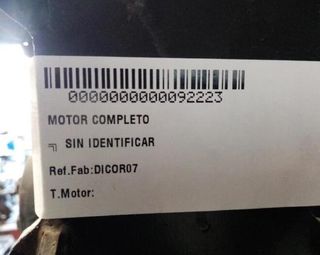 0000000000092223
MOTOR COMPLETO
SIN IDENTIFICAR
Ref.Fab:DICOR07
T.Motor: